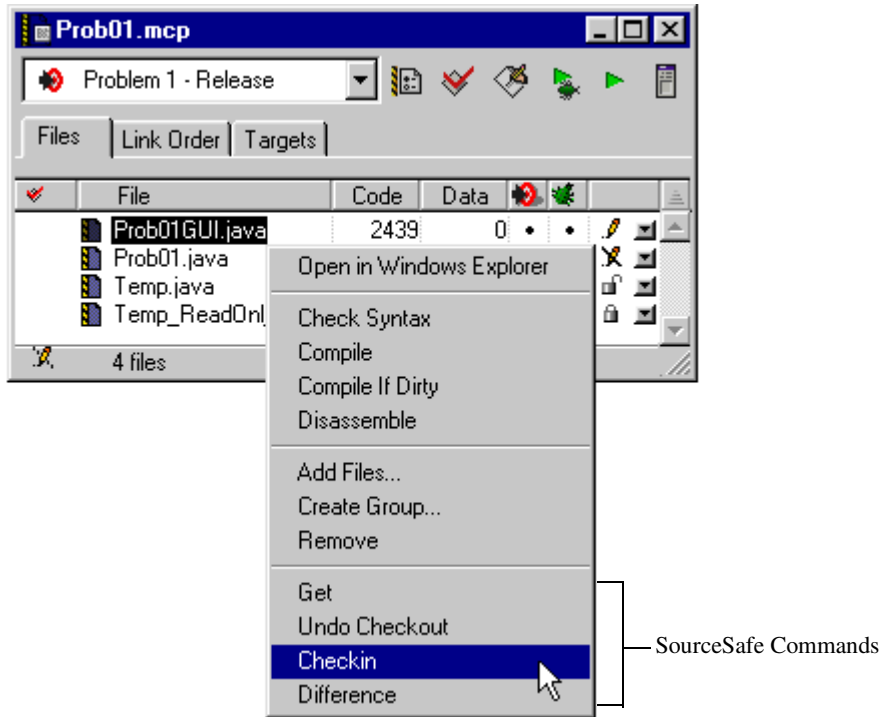 Prob01.mcp
Problem 1 - Release
Files Link Order Targets
File Code Data
Prob01GUI.java 2439 0
Prob01.java
Temp.java
Temp_ReadOnl
4 files
Open in Windows Explorer
Check Syntax
Compile
Compile If Dirty
Disassemble
Add Files...
Create Group...
Remove
Get
Undo Checkout
Checkin
Difference
SourceSafe Commands